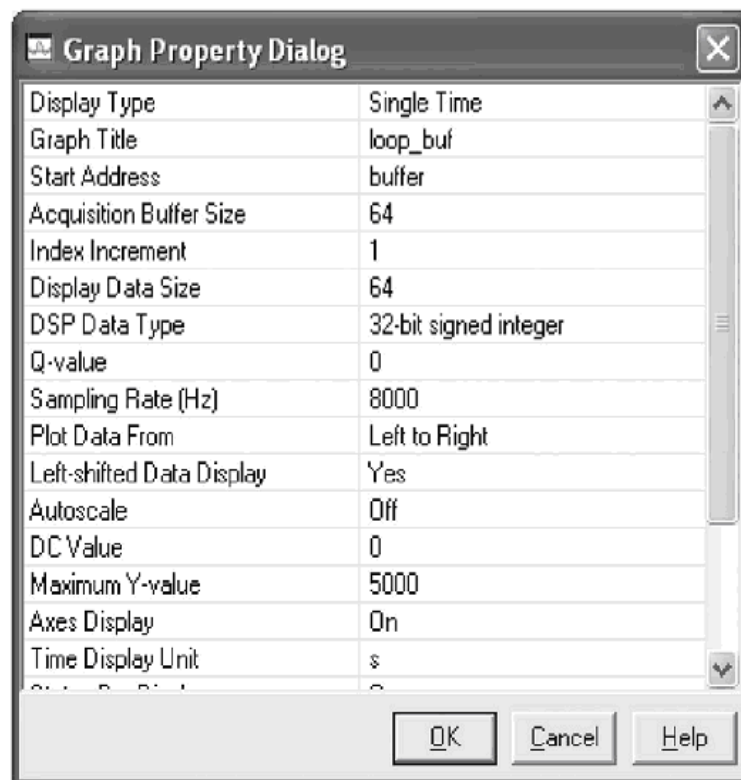 Graph Property Dialog
Display Type Single Time
Graph Title loop_buf
Start Address buffer
Acquisition Buffer Size 64
Index Increment 1
Display Data Size 64
DSP Data Type 32-bit signed integer
Q-value 0
Sampling Rate (Hz) 8000
Plot Data From Left to Right
Left-shifted Data Display Yes
Autoscale Off
DC Value 0
Maximum Y-value 5000
Axes Display On
Time Display Unit s
OK Cancel Help